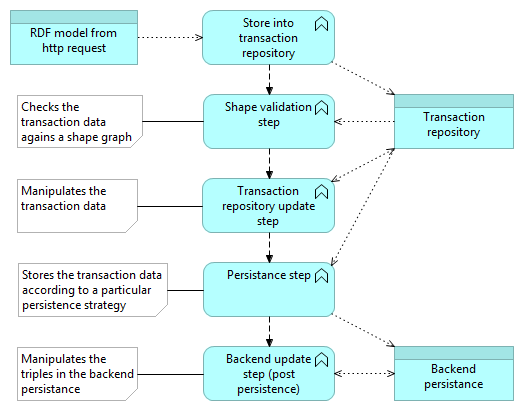 RDF model from
http request
Store into
transaction
repository
Checks the
transaction data
agains a shape graph
Shape validation
step
Transaction
repository
Manipulates the
transaction data
Transaction
repository update
step
Stores the transaction data
according to a particular
persistence strategy
Persistance step
Manipulates the
triples in the backend
persistance
Backend update
step (post
persistence)
Backend
persistance